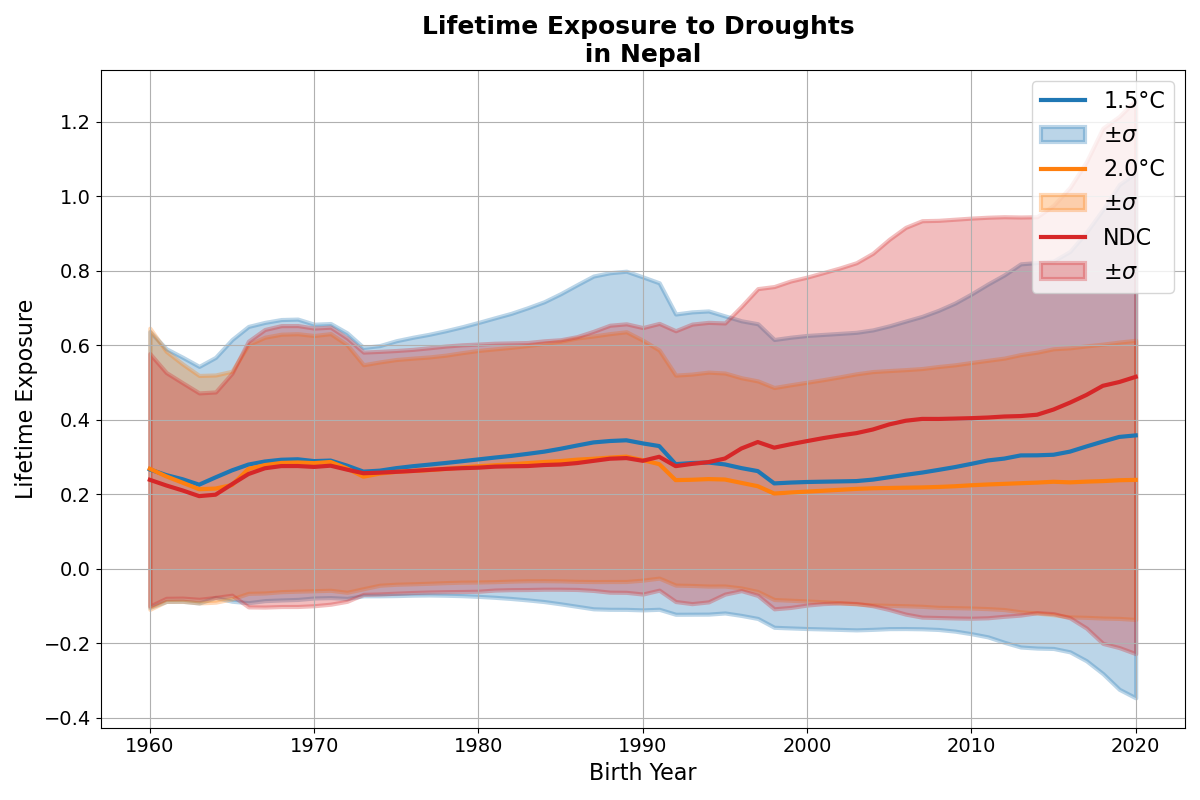 Lifetime Exposure to Droughts
in Nepal
Lifetime Exposure
1.2
1.0
0.8
0.6
0.4
0.2
0.0
−0.2
−0.4
1960
1970
1980
1990
2000
2010
2020
Birth Year
1.5°C
±σ
2.0°C
±σ
NDC
±σ